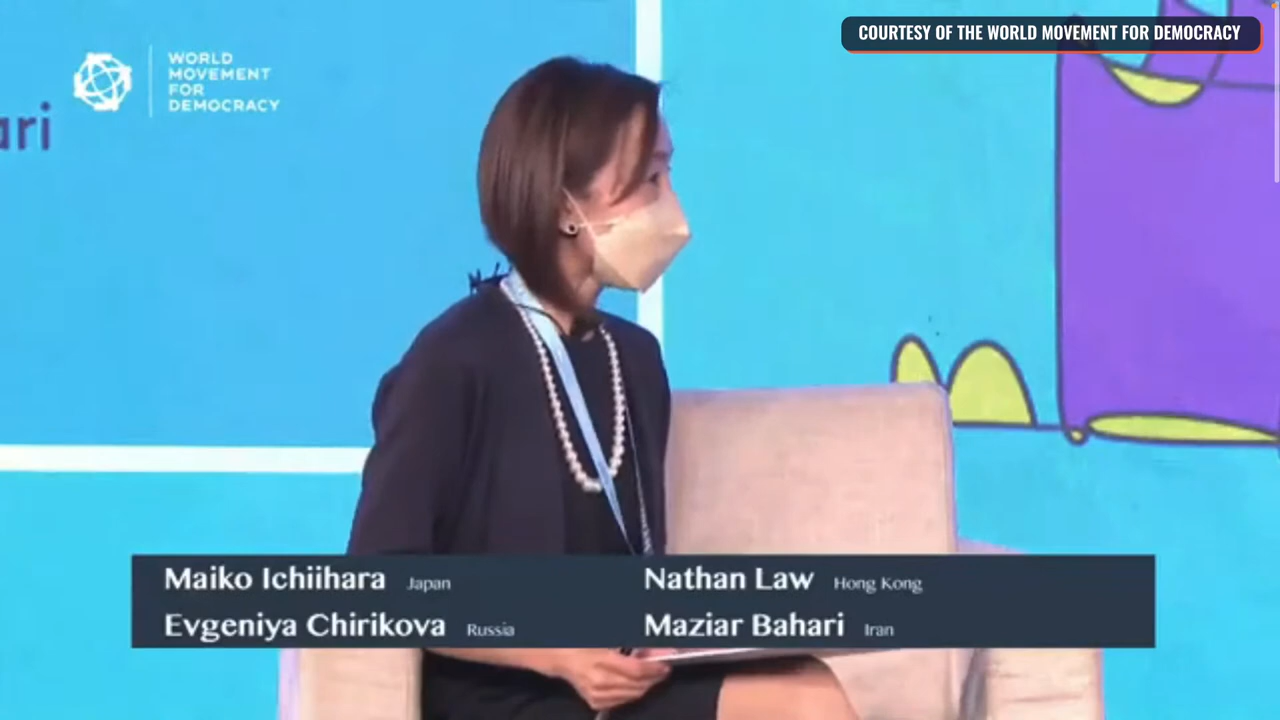 COURTESY OF THE WORLD MOVEMENT FOR DEMOCRACY
WORLD
MOVEMENT
FOR
DEMOCRACY
ari
Maiko Ichiihara Japan
Nathan Law Hong Kong
Evgeniya Chirikova Russia
Maziar Bahari Iran